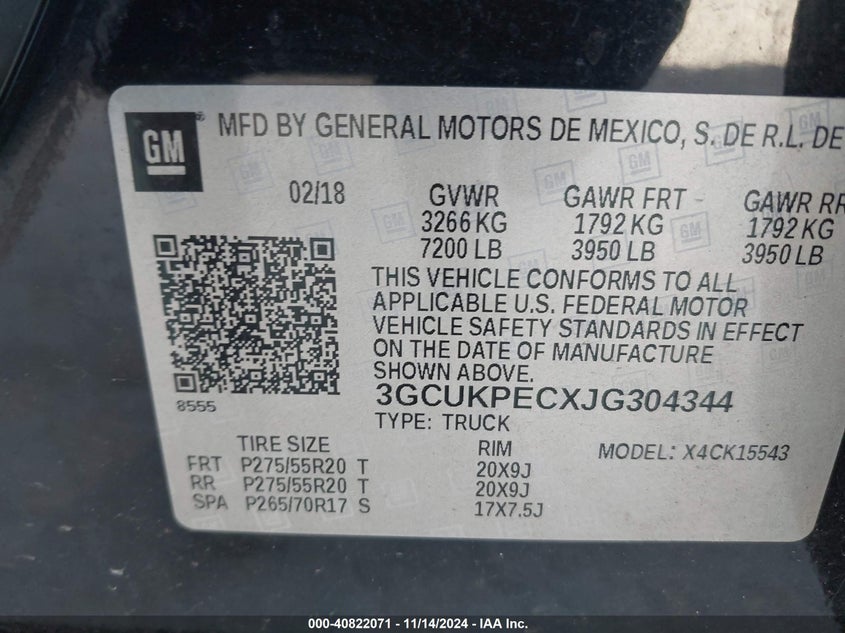 GM ® MFD BY GENERAL MOTORS DE MEXICO, S. DE R.L. DE
02/18 GVWR GAWR FRT GAWR RR
3266 KG 1792 KG 1792 KG
7200 LB 3950 LB 3950 LB
THIS VEHICLE CONFORMS TO ALL
APPLICABLE U.S. FEDERAL MOTOR
VEHICLE SAFETY STANDARDS IN EFFECT
ON THE DATE OF MANUFACTURE
SHOWN ABOVE.
8555 3GCUKPECXJG304344
TYPE: TRUCK
TIRE SIZE RIM MODEL: X4CK15543
FRT P275/55R20 T 20X9J
RR P275/55R20 T 20X9J
SPA P265/70R17 S 17X7.5J
000-40822071 - 11/14/2024 - IAA Inc.